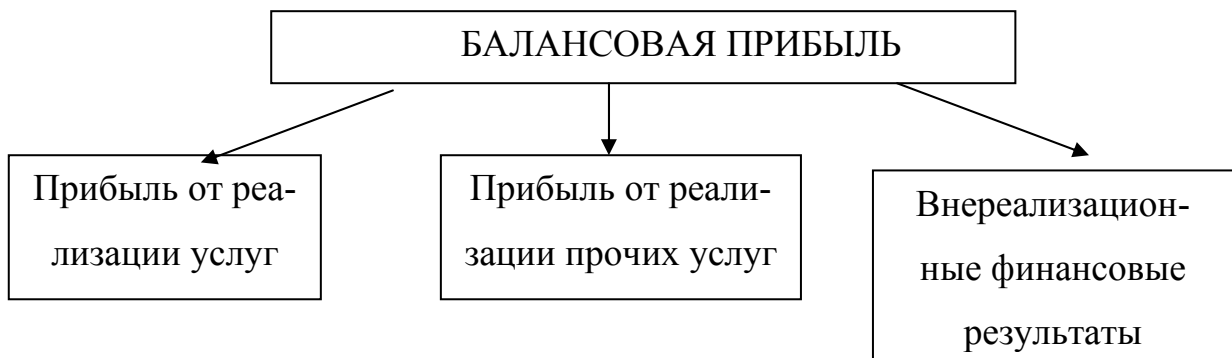 БАЛАНСОВАЯ ПРИБЫЛЬ
Прибыль от реа-
лизации услуг
Прибыль от реали-
зации прочих услуг
Внереализацион-
ные финансовые
результаты